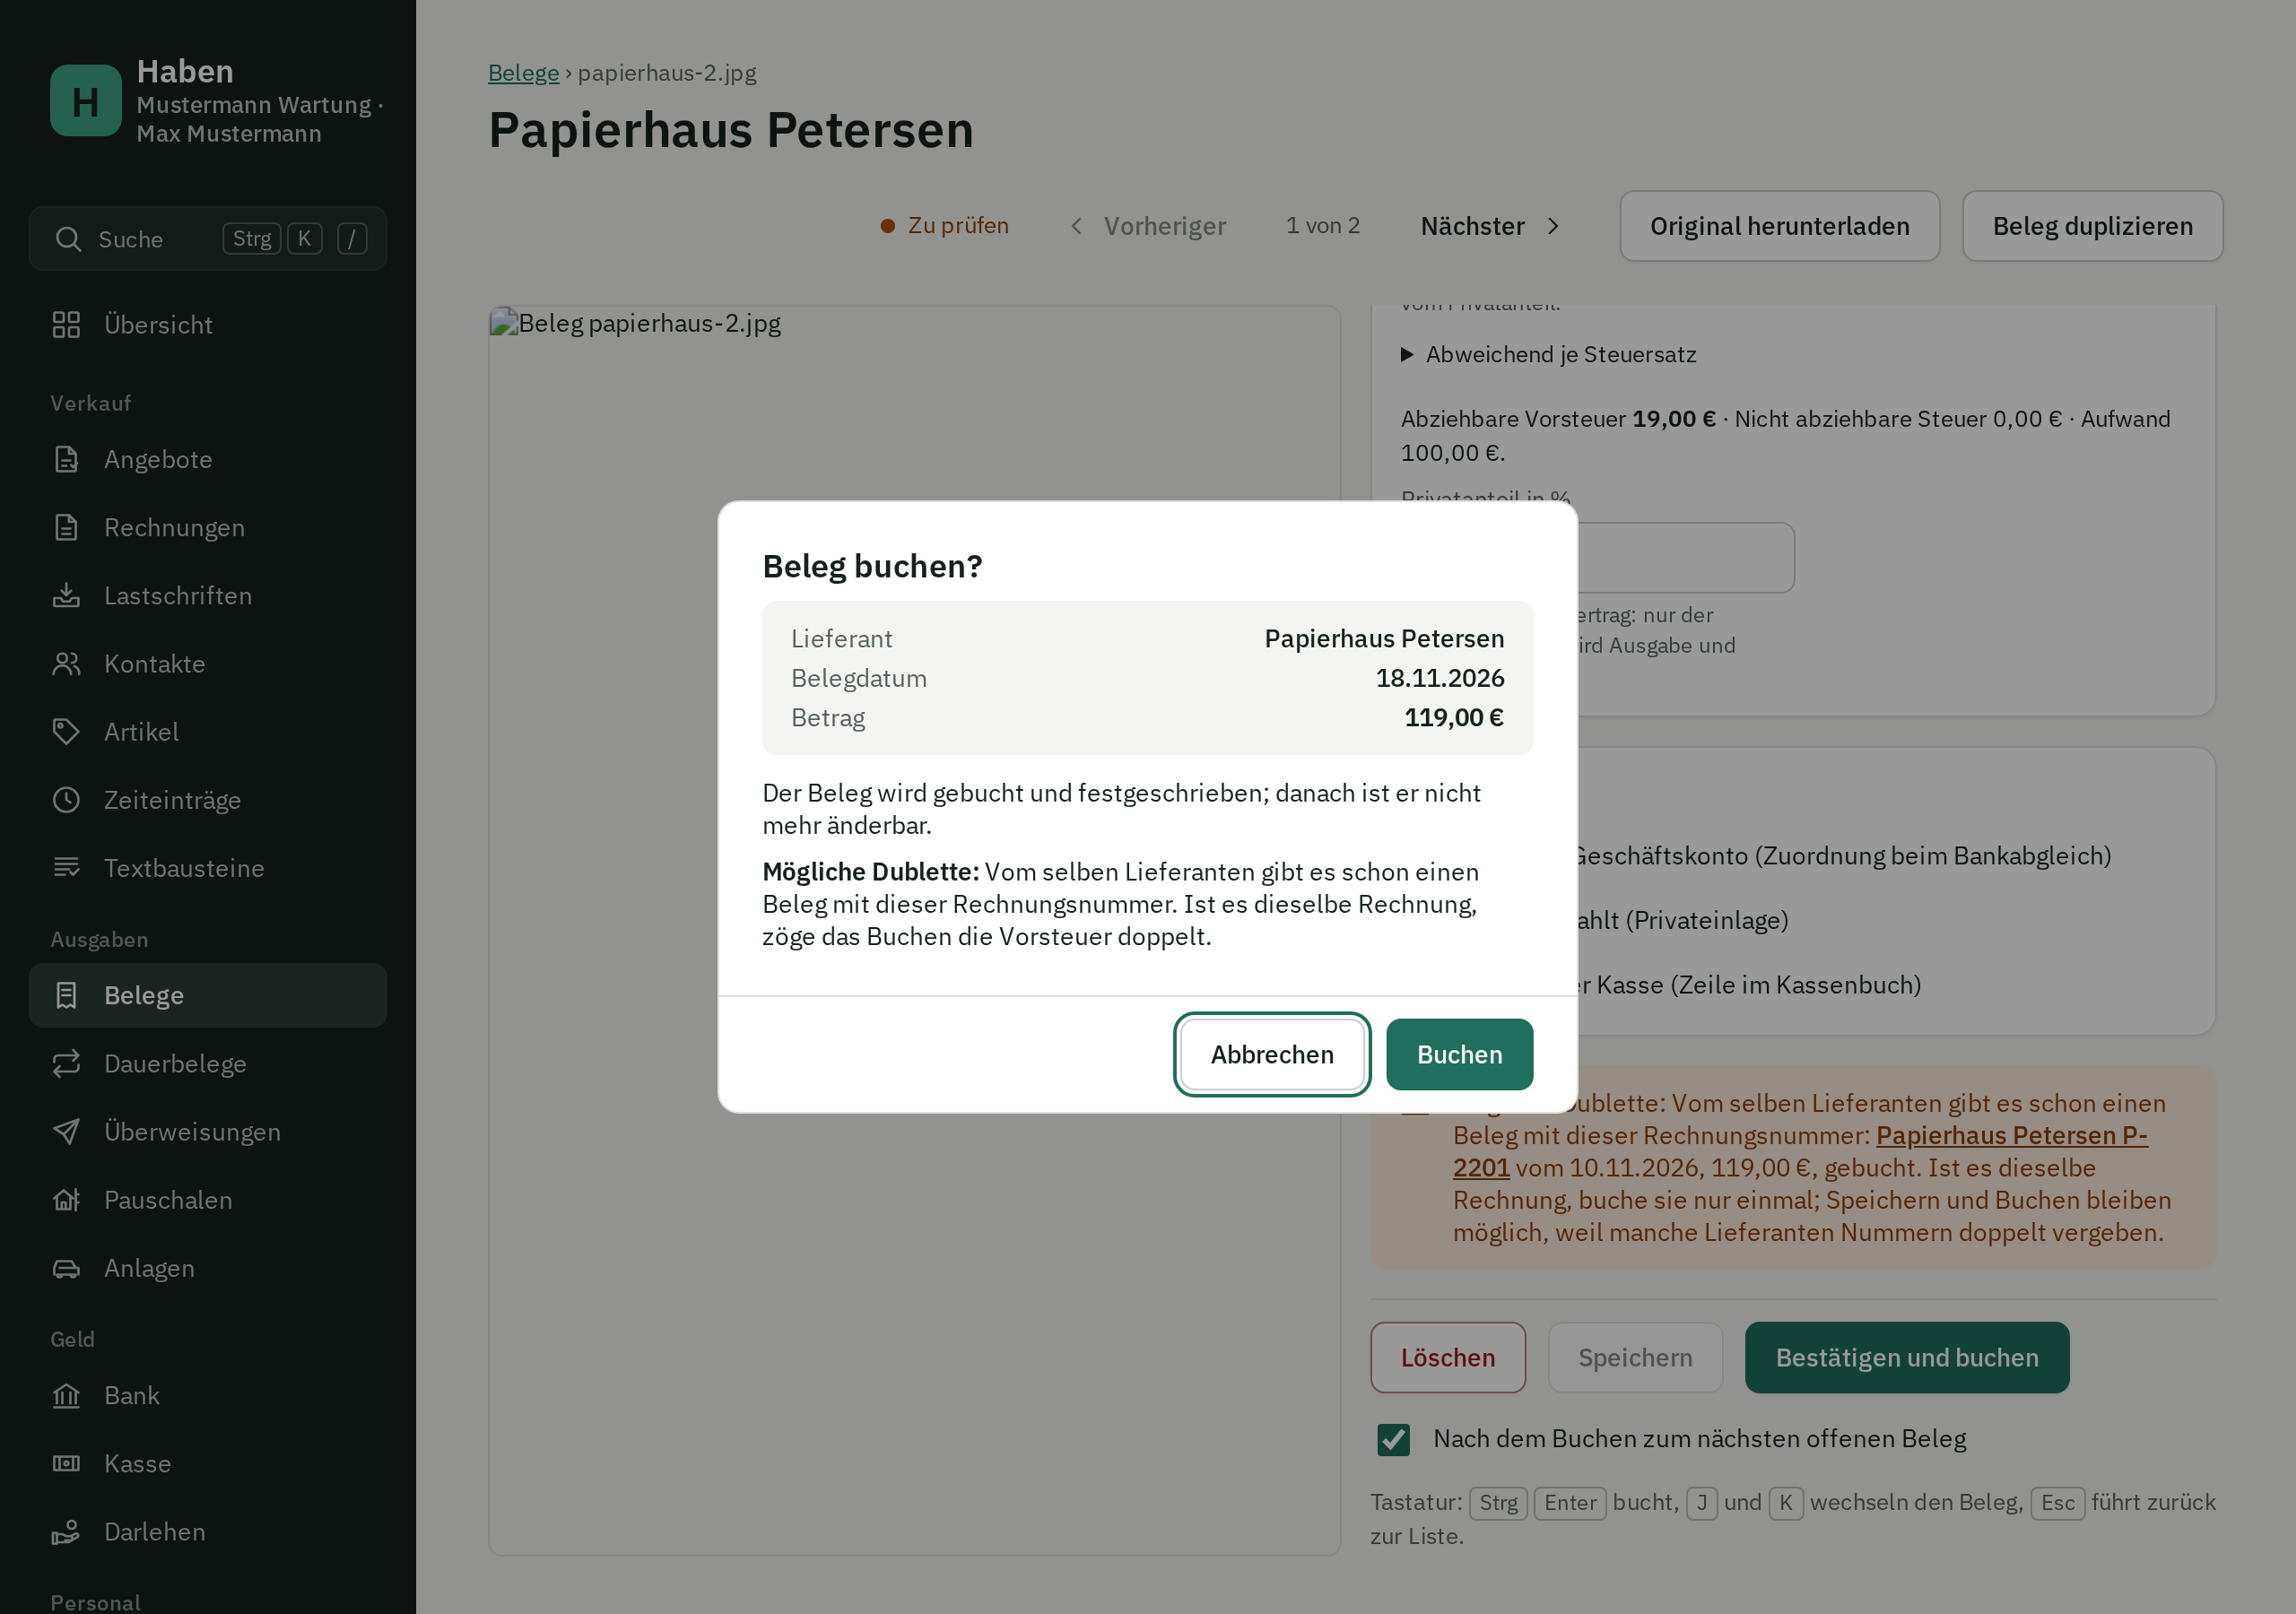 Haben
Mustermann Wartung ·
Max Mustermann
Suche Strg K /
Übersicht
Verkauf
Angebote
Rechnungen
Lastschriften
Kontakte
Artikel
Zeiteinträge
Textbausteine
Ausgaben
Belege
Dauerbelege
Überweisungen
Pauschalen
Anlagen
Geld
Bank
Kasse
Darlehen
Personal
Belege › papierhaus-2.jpg
Papierhaus Petersen
Zu prüfen
Vorheriger
1 von 2
Nächster
Original herunterladen
Beleg duplizieren
Beleg papierhaus-2.jpg
vom Privatanteil.
Abweichend je Steuersatz
Abziehbare Vorsteuer 19,00 € · Nicht abziehbare Steuer 0,00 € · Aufwand
100,00 €.
Privatanteil in %
nur der
Ausgabe und
Geschäftskonto (Zuordnung beim Bankabgleich)
(Privateinlage)
Kasse (Zeile im Kassenbuch)
Beleg buchen?
Lieferant Papierhaus Petersen
Belegdatum 18.11.2026
Betrag 119,00 €
Der Beleg wird gebucht und festgeschrieben; danach ist er nicht
mehr änderbar.
Mögliche Dublette: Vom selben Lieferanten gibt es schon einen
Beleg mit dieser Rechnungsnummer. Ist es dieselbe Rechnung,
zöge das Buchen die Vorsteuer doppelt.
Abbrechen
Buchen
Dublette: Vom selben Lieferanten gibt es schon einen
Beleg mit dieser Rechnungsnummer: Papierhaus Petersen P-
2201 vom 10.11.2026, 119,00 €, gebucht. Ist es dieselbe
Rechnung, buche sie nur einmal; Speichern und Buchen bleiben
möglich, weil manche Lieferanten Nummern doppelt vergeben.
Löschen
Speichern
Bestätigen und buchen
Nach dem Buchen zum nächsten offenen Beleg
Tastatur: Strg Enter bucht, J und K wechseln den Beleg, Esc führt zurück
zur Liste.